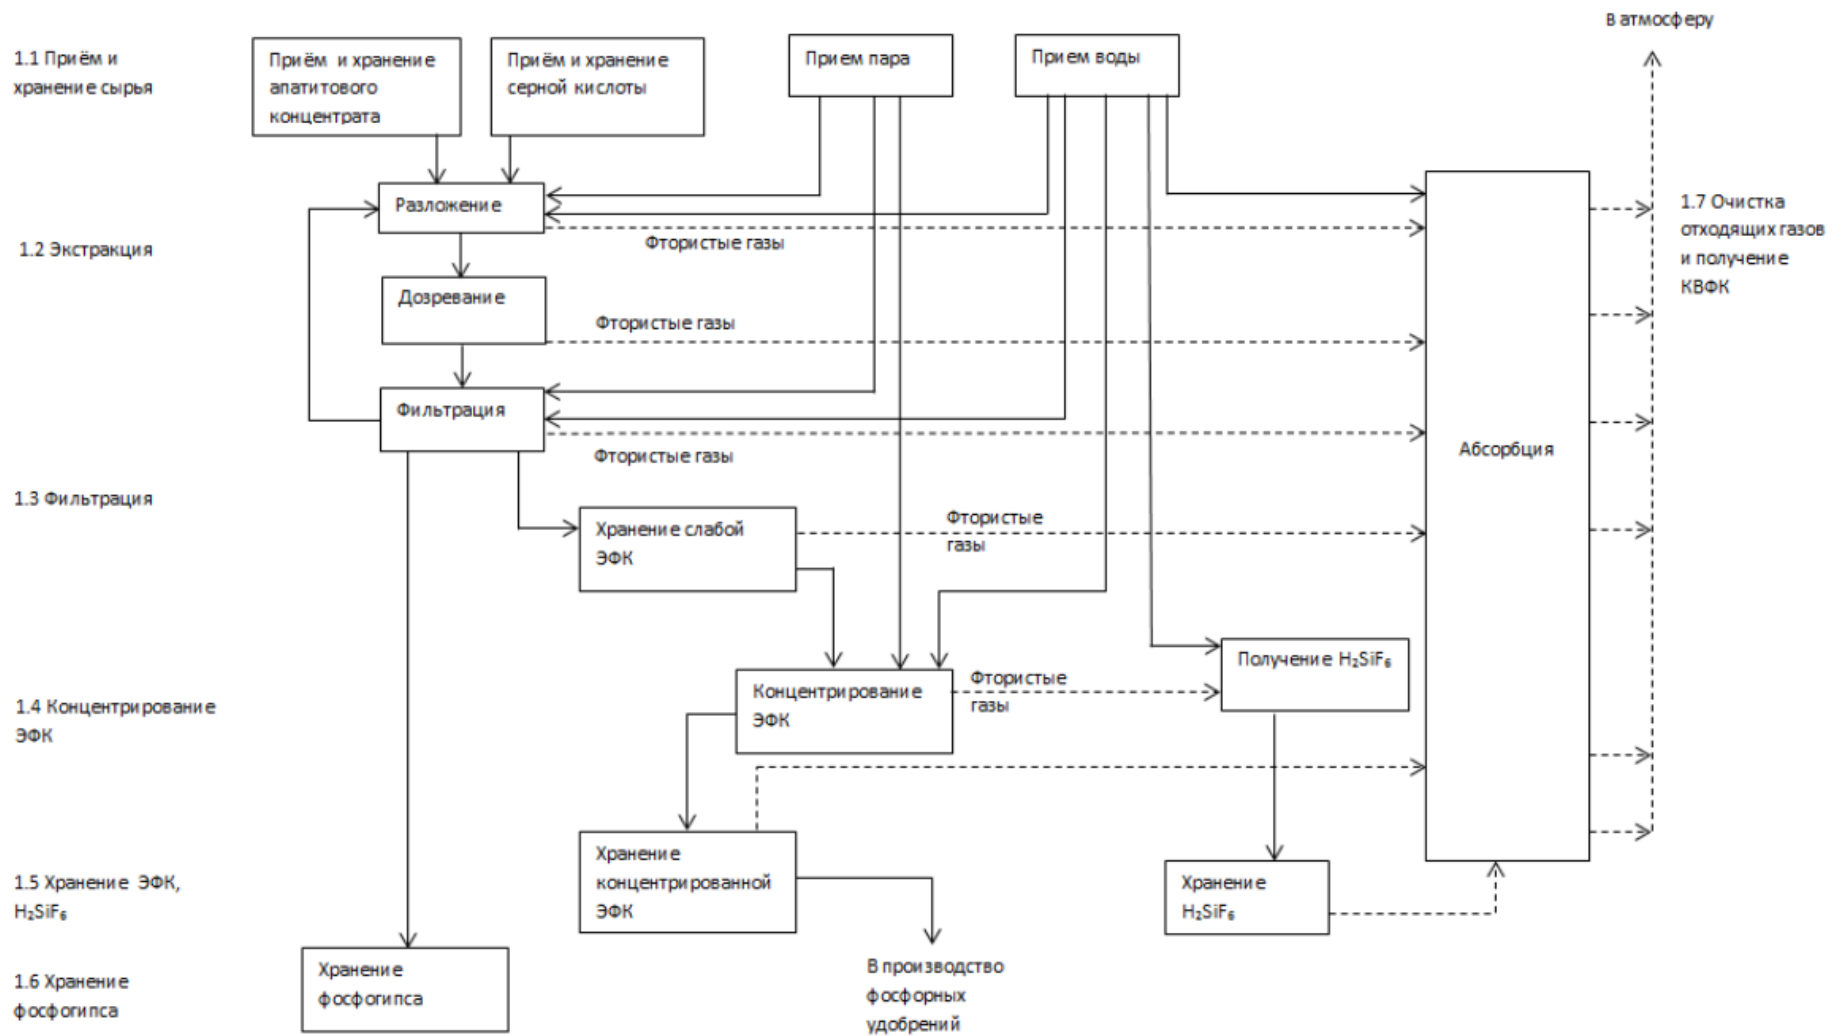 В атмосферу
1.1 Приём и
хранение сырья
Приём и хранение
апатитового
концентрата
Приём и хранение
серной кислоты
Прием пара
Прием воды
Разложение
1.2 Экстракция
Фтористые газы
1.7 Очистка
отходящих газов
и получение
КВФК
Дозревание
Фтористые газы
Фильтрация
Фтористые газы
Абсорбция
1.3 Фильтрация
Хранение слабой
ЭФК
Фтористые
газы
Получение H₂SiF₆
1.4 Концентрирование
ЭФК
Концентрирование
ЭФК
Фтористые
газы
1.5 Хранение ЭФК,
H₂SiF₆
Хранение
концентрированной
ЭФК
Хранение
H₂SiF₆
1.6 Хранение
фосфогипса
Хранение
фосфогипса
В производство
фосфорных
удобрений